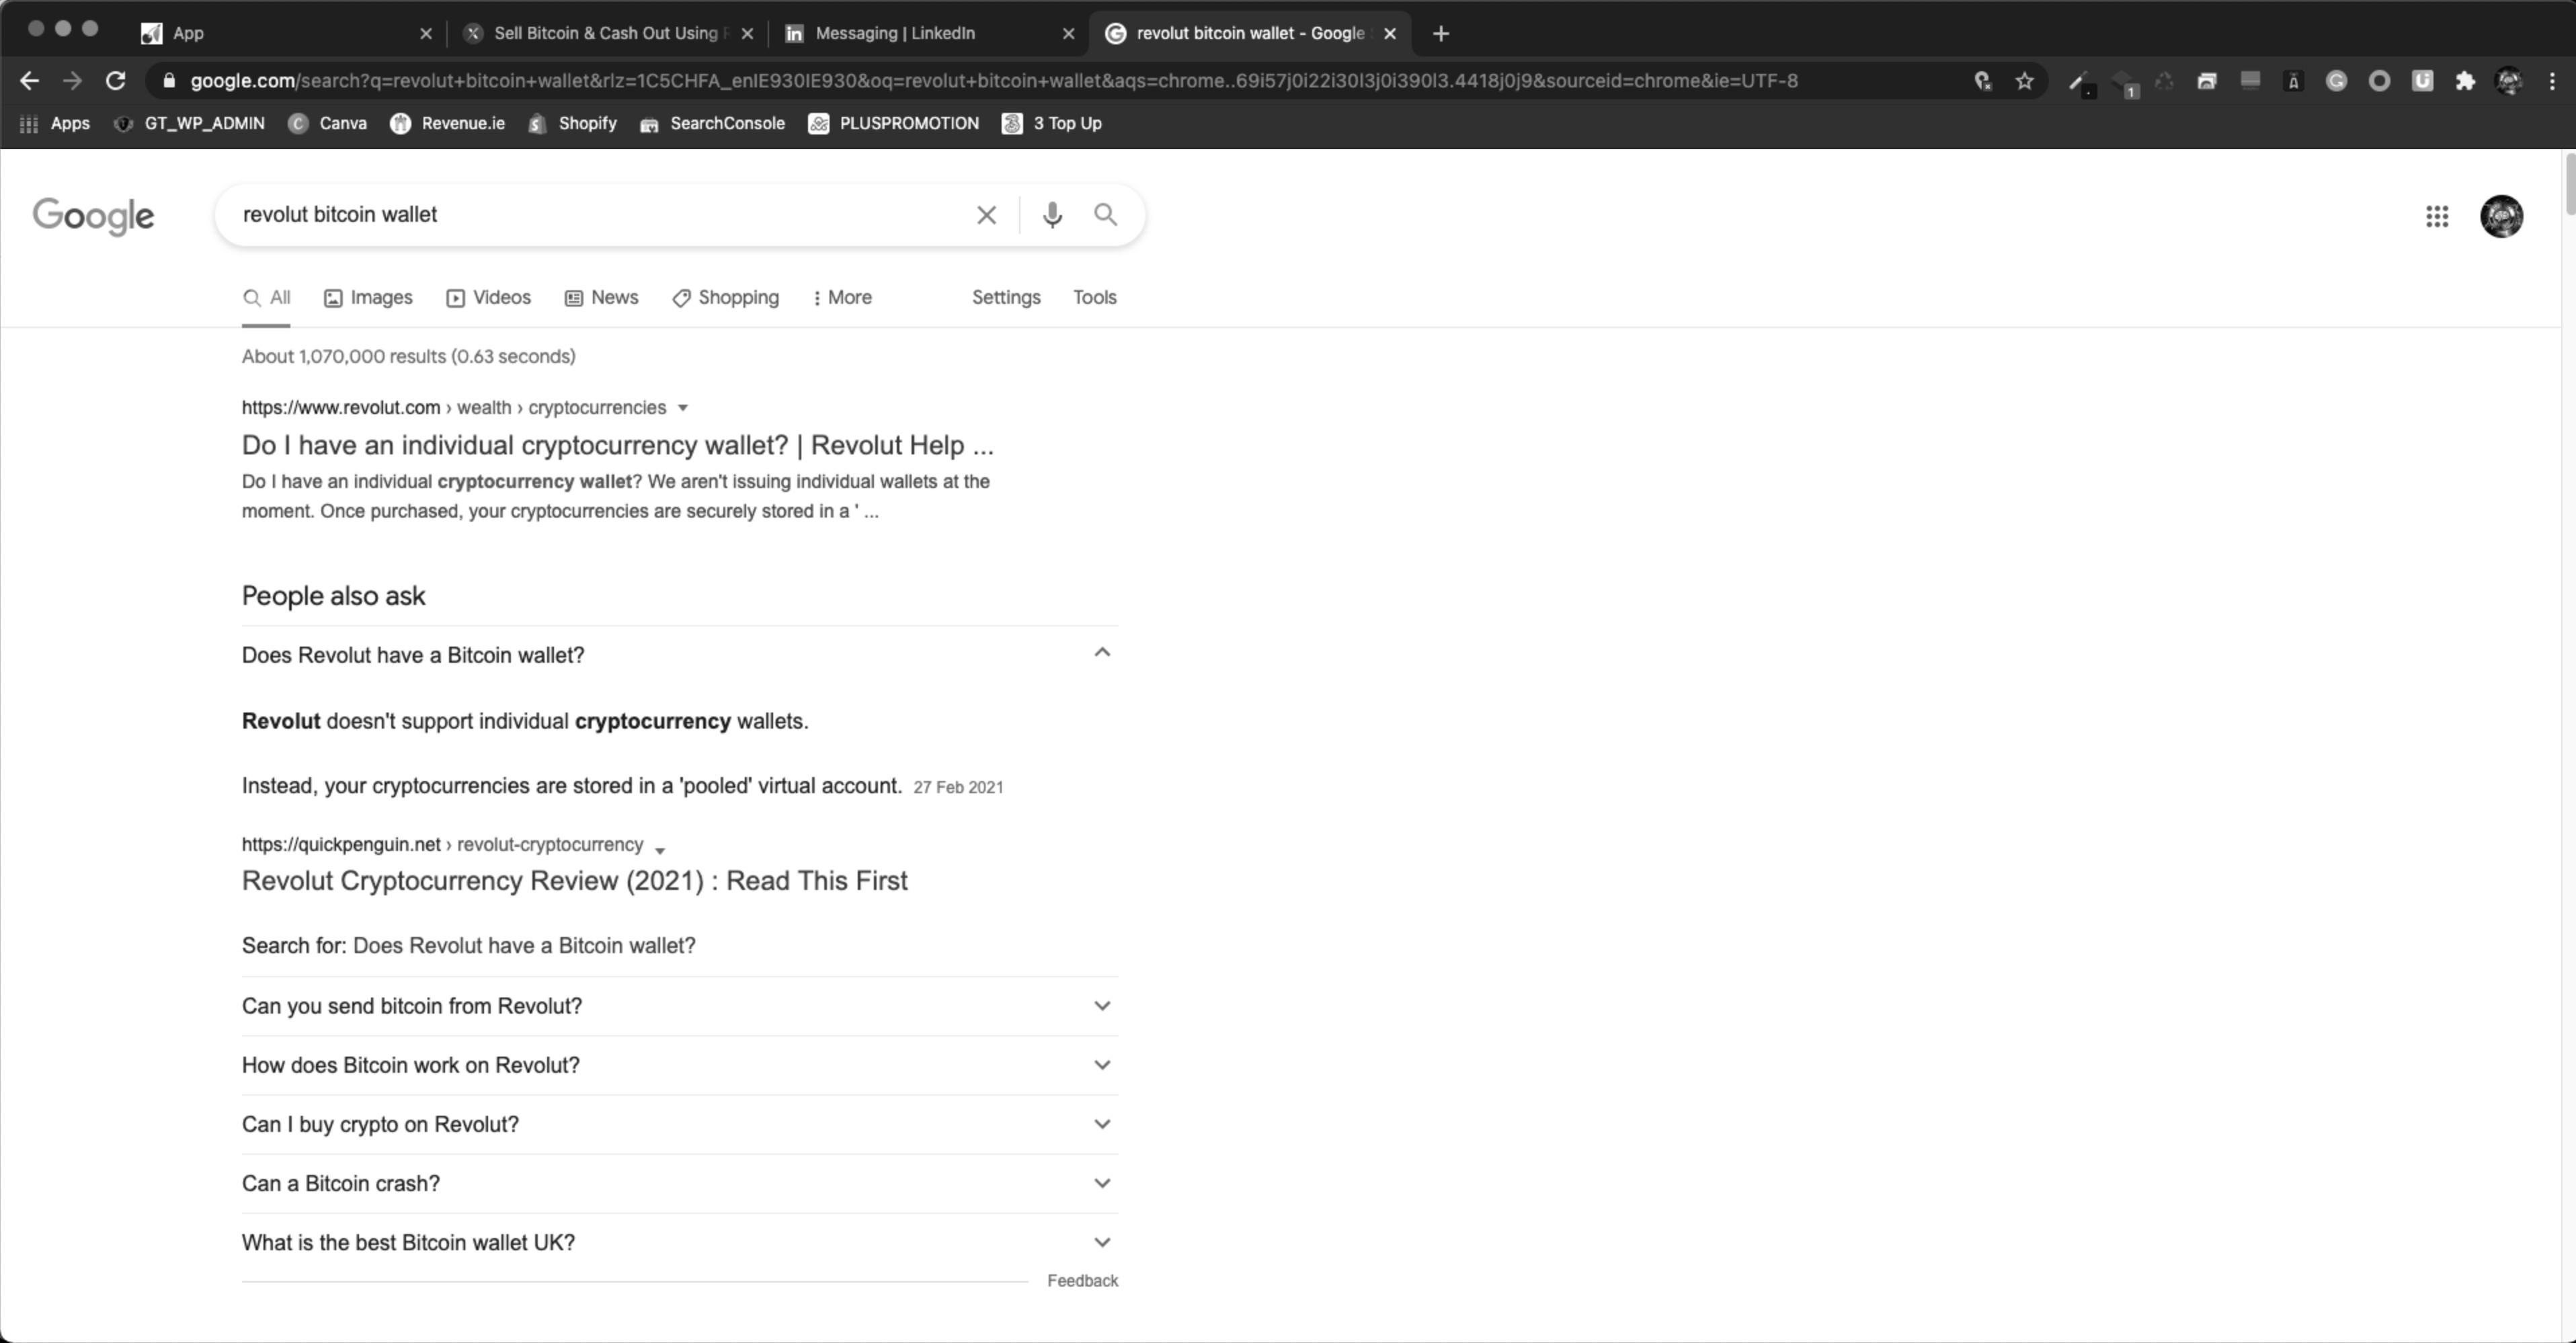 App
Sell Bitcoin & Cash Out Using
Messaging | LinkedIn
revolut bitcoin wallet - Google
google.com/search?q=revolut+bitcoin+wallet&rlz=1C5CHFA_enIE930IE930&oq=revolut+bitcoin+wallet&aqs=chrome..69i57j0i22i30l3j0i390l3.4418j0j9&sourceid=chrome&ie=UTF-8
1
Apps GT_WP_ADMIN Canva Revenue.ie Shopify SearchConsole PLUSPROMOTION 3 Top Up
Google
revolut bitcoin wallet
All Images Videos News Shopping More Settings Tools
About 1,070,000 results (0.63 seconds)
https://www.revolut.com › wealth › cryptocurrencies
Do I have an individual cryptocurrency wallet? | Revolut Help ...
Do I have an individual cryptocurrency wallet? We aren't issuing individual wallets at the
moment. Once purchased, your cryptocurrencies are securely stored in a ' ...
People also ask
Does Revolut have a Bitcoin wallet?
Revolut doesn't support individual cryptocurrency wallets.
Instead, your cryptocurrencies are stored in a 'pooled' virtual account. 27 Feb 2021
https://quickpenguin.net › revolut-cryptocurrency
Revolut Cryptocurrency Review (2021) : Read This First
Search for: Does Revolut have a Bitcoin wallet?
Can you send bitcoin from Revolut?
How does Bitcoin work on Revolut?
Can I buy crypto on Revolut?
Can a Bitcoin crash?
What is the best Bitcoin wallet UK?
Feedback